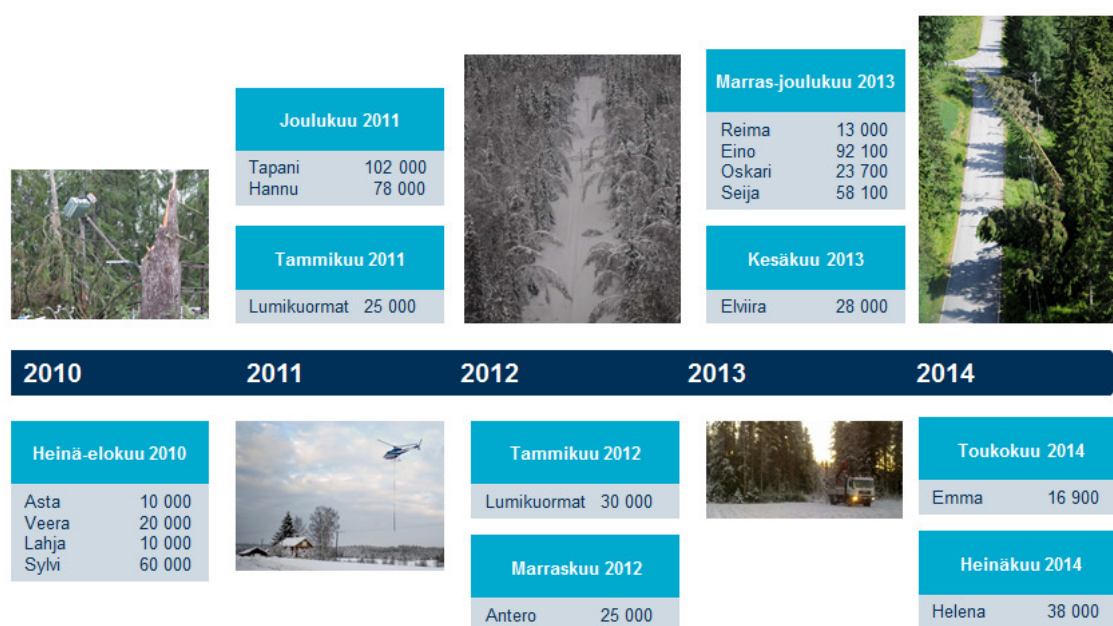 Joulukuu 2011
Tapani 102 000
Hannu 78 000
Tammikuu 2011
Lumikuormat 25 000
Marras-joulukuu 2013
Reima 13 000
Eino 92 100
Oskari 23 700
Seija 58 100
Kesäkuu 2013
Elviira 28 000
2010 2011 2012 2013 2014
Heinä-elokuu 2010
Asta 10 000
Veera 20 000
Lahja 10 000
Sylvi 60 000
Tammikuu 2012
Lumikuormat 30 000
Marraskuu 2012
Antero 25 000
Toukokuu 2014
Emma 16 900
Heinäkuu 2014
Helena 38 000